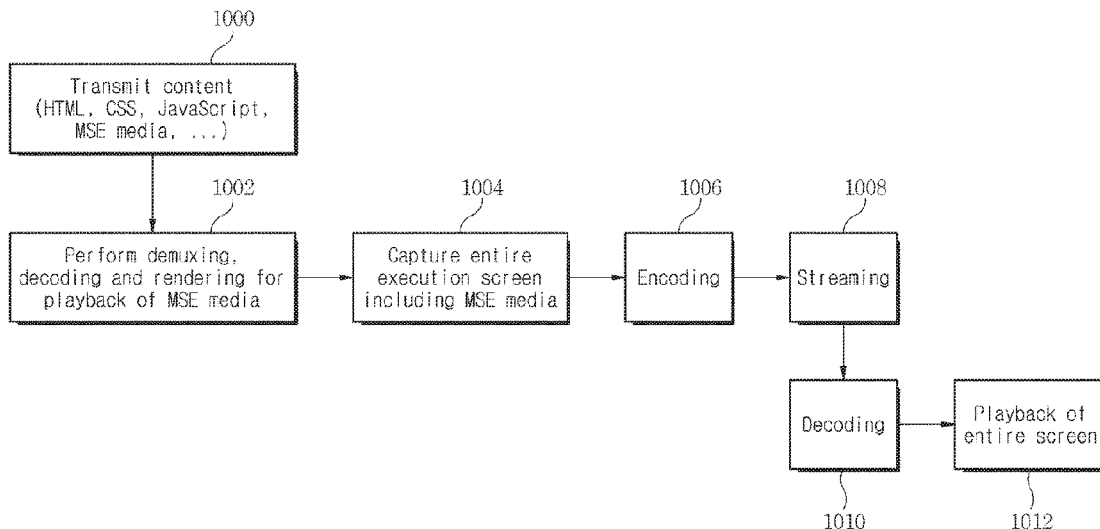 1000
Transmit content
(HTML, CSS, JavaScript,
MSE media, ...)
1002
Perform demuxing,
decoding and rendering for
playback of MSE media
1004
Capture entire
execution screen
including MSE media
1006
Encoding
1008
Streaming
Decoding
1010
Playback of
entire screen
1012